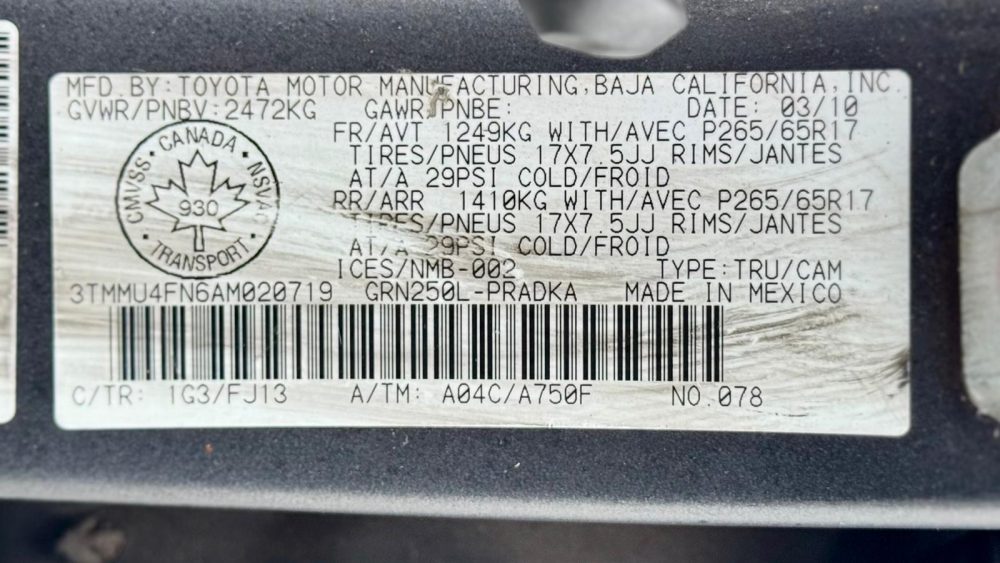 MFD.BY:TOYOTA MOTOR MANUFACTURING,BAJA CALIFORNIA,INC.
GVWR/PNBV:2472KG GAWR/PNBE: DATE: 03/10
FR/AVT 1249KG WITH/AVEC P265/65R17
TIRES/PNEUS 17X7.5JJ RIMS/JANTES
AT/A 29PSI COLD/FROID
RR/ARR 1410KG WITH/AVEC P265/65R17
TIRES/PNEUS 17X7.5JJ RIMS/JANTES
AT/A 29PSI COLD/FROID
ICES/NMB-002 TYPE:TRU/CAM
CMVSS · CANADA · NSVAC
930
· TRANSPORT ·
3TMMU4FN6AM020719 GRN250L-PRADKA MADE IN MEXICO
C/TR: 1G3/FJ13 A/TM: A04C/A750F NO.078